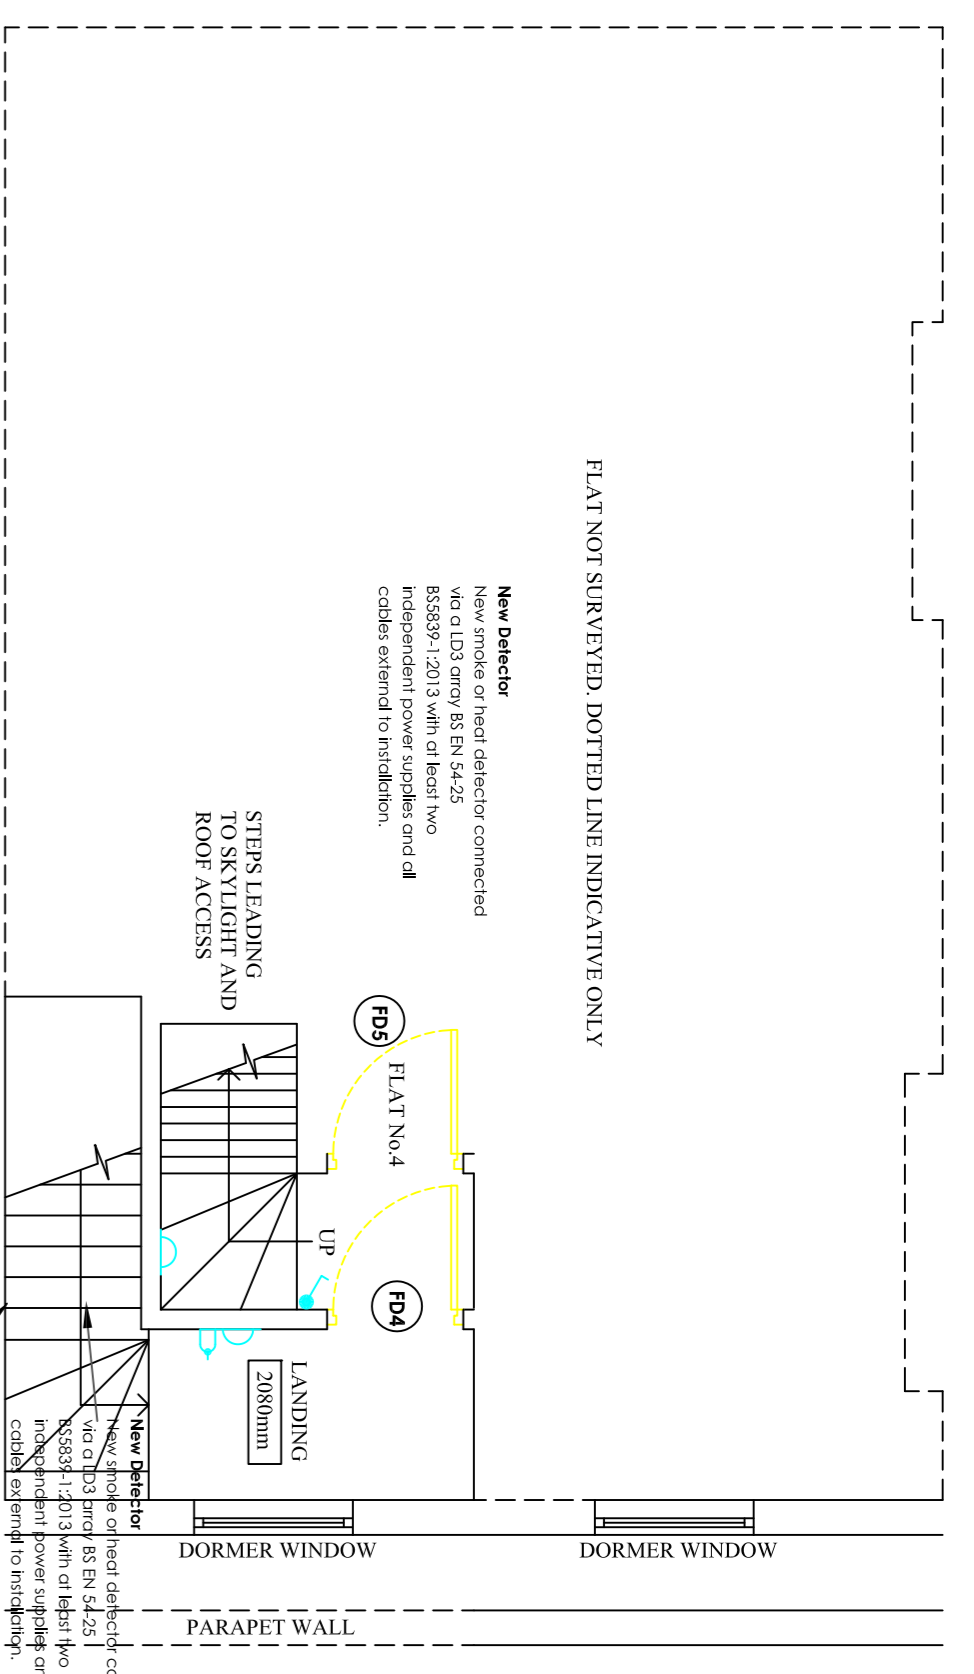 FLAT NOT SURVEYED. DOTTED LINE INDICATIVE ONLY
New Detector
New smoke or heat detector connected
via a LD3 array BS EN 54-25
BS5839-1:2013 with at least two
independent power supplies and all
cables external to installation.
STEPS LEADING
TO SKYLIGHT AND
ROOF ACCESS
FD5
FLAT No.4
UP
FD4
LANDING
2080mm
New Detector
New smoke or heat detector co
via a LD3 array BS EN 54-25
BS5839-1:2013 with at least two
independent power supplies an
cables external to installation.
DORMER WINDOW
DORMER WINDOW
PARAPET WALL